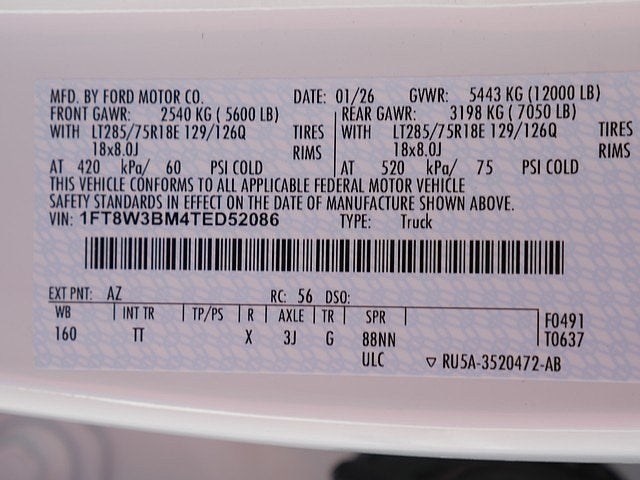 MFD. BY FORD MOTOR CO. DATE: 01/26 GVWR: 5443 KG (12000 LB)
FRONT GAWR: 2540 KG ( 5600 LB) REAR GAWR: 3198 KG ( 7050 LB)
WITH LT285/75R18E 129/126Q TIRES WITH LT285/75R18E 129/126Q TIRES
18x8.0J RIMS 18x8.0J RIMS
AT 420 kPa/ 60 PSI COLD AT 520 kPa/ 75 PSI COLD
THIS VEHICLE CONFORMS TO ALL APPLICABLE FEDERAL MOTOR VEHICLE
SAFETY STANDARDS IN EFFECT ON THE DATE OF MANUFACTURE SHOWN ABOVE.
VIN: 1FT8W3BM4TED52086 TYPE: Truck
EXT PNT: AZ RC: 56 DSO:
WB INT TR TP/PS R AXLE TR SPR F0491
160 TT X 3J G 88NN T0637
ULC ▽ RU5A-3520472-AB